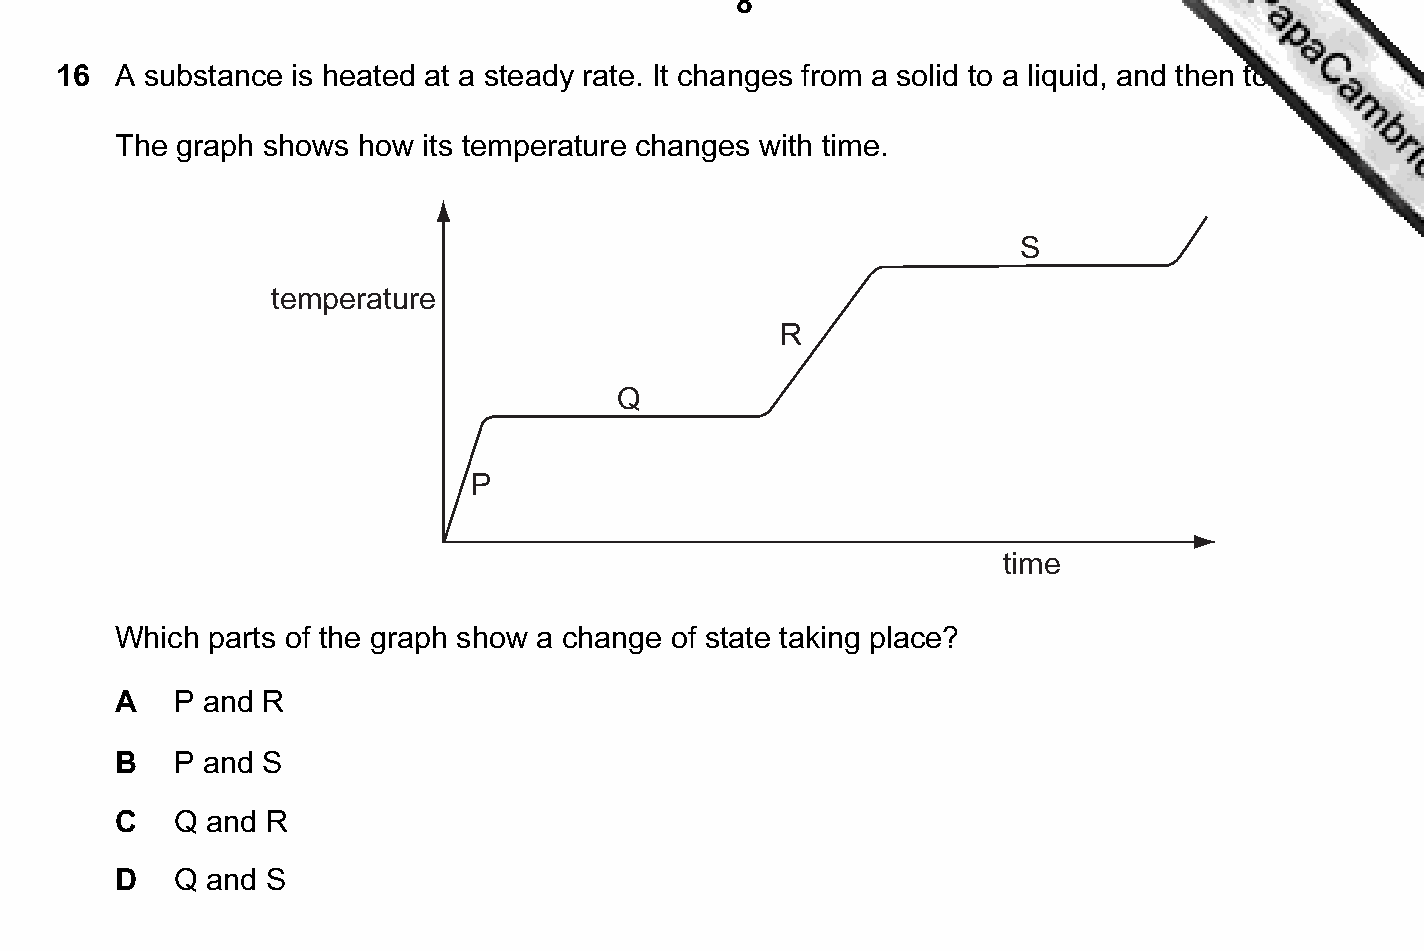 8
16 A substance is heated at a steady rate. It changes from a solid to a liquid, and then to
The graph shows how its temperature changes with time.
S
temperature
R
Q
P
time
Which parts of the graph show a change of state taking place?
A P and R
B P and S
C Q and R
D Q and S